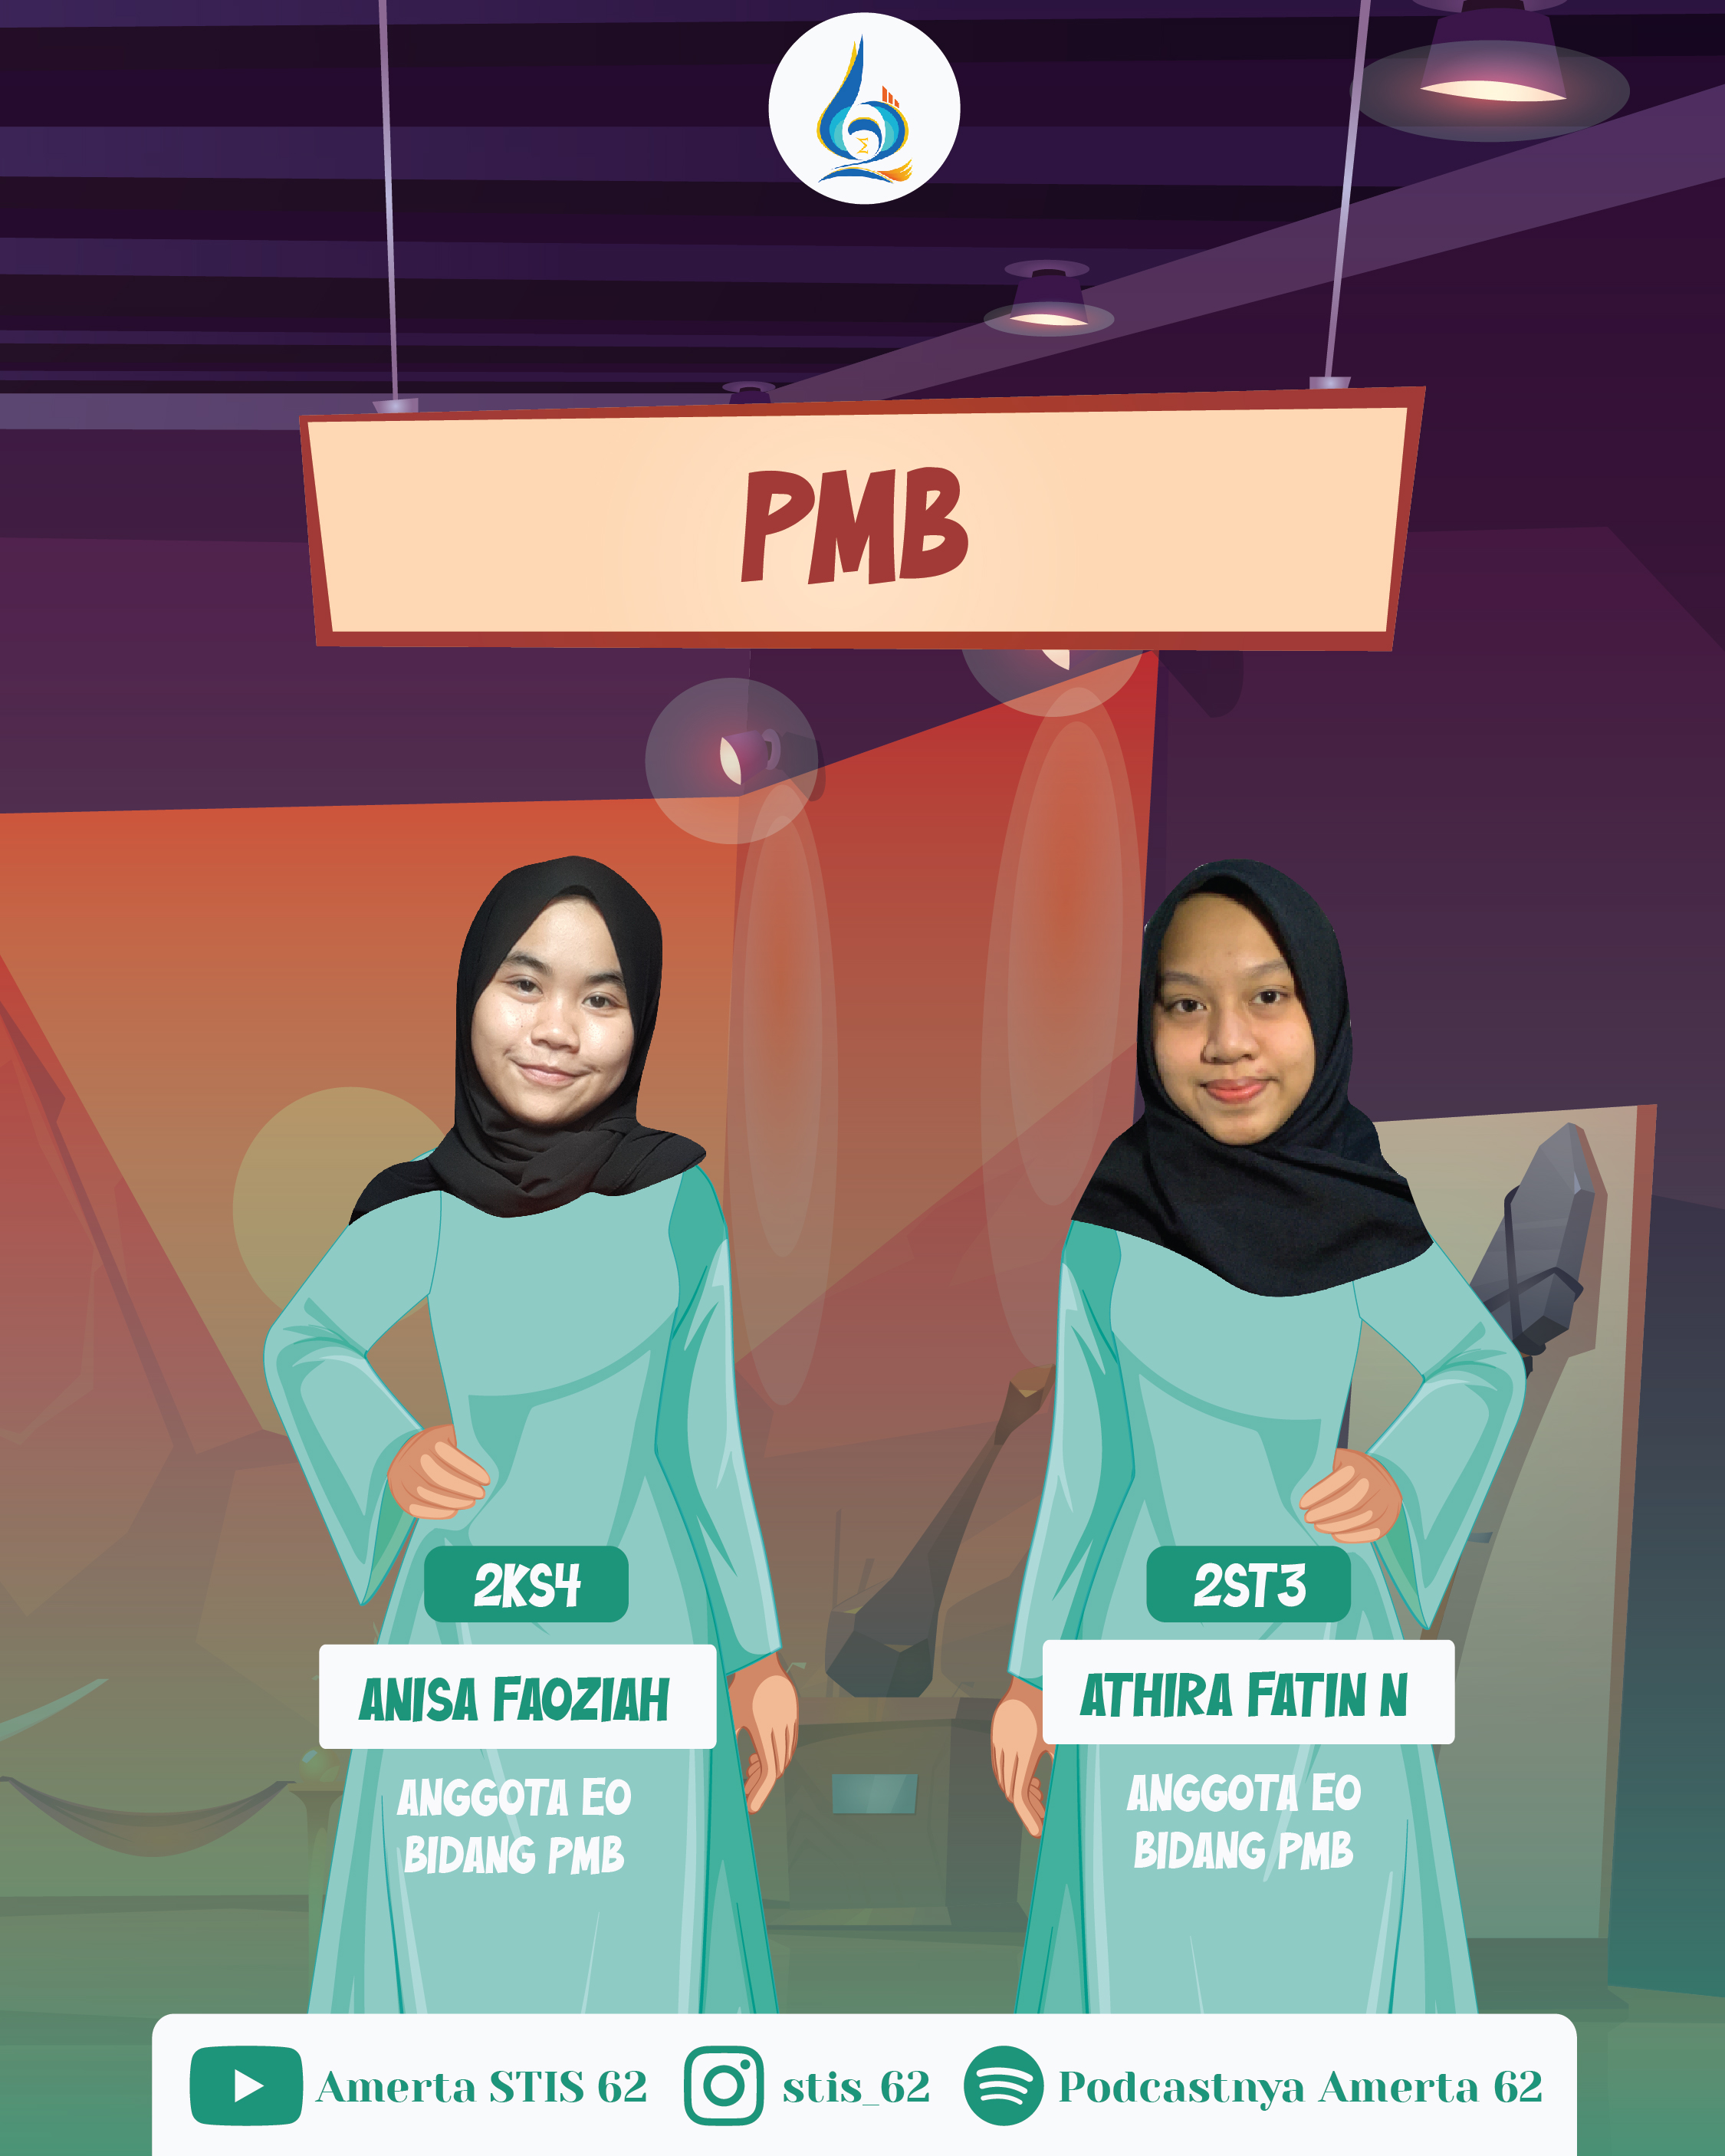 PMB
2KS4
2ST3
ANISA FAOZIAH
ATHIRA FATIN N
ANGGOTA EO
BIDANG PMB
ANGGOTA EO
BIDANG PMB
Amerta STIS 62
stis_62
Podcastnya Amerta 62